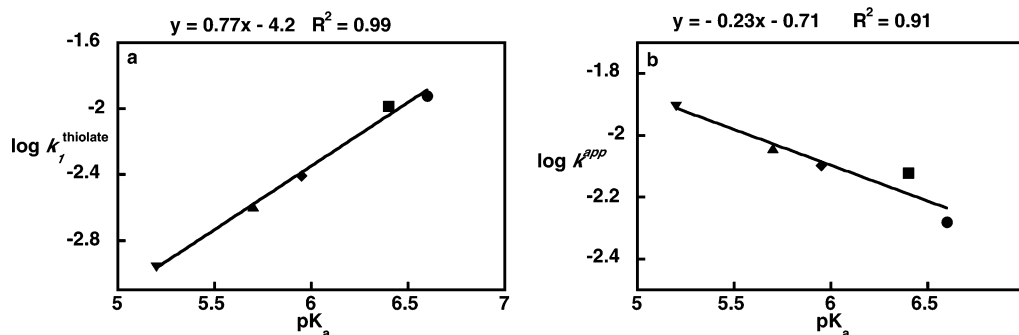 y = 0.77x - 4.2 R² = 0.99
a
-1.6
-2
-2.4
-2.8
log k₁ᵗʰⁱᵒˡᵃᵗᵉ
5 5.5 6 6.5 7
pKₐ
y = - 0.23x - 0.71 R² = 0.91
b
-1.8
-2
-2.2
-2.4
log kᵃᵖᵖ
5 5.5 6 6.5
pKₐ